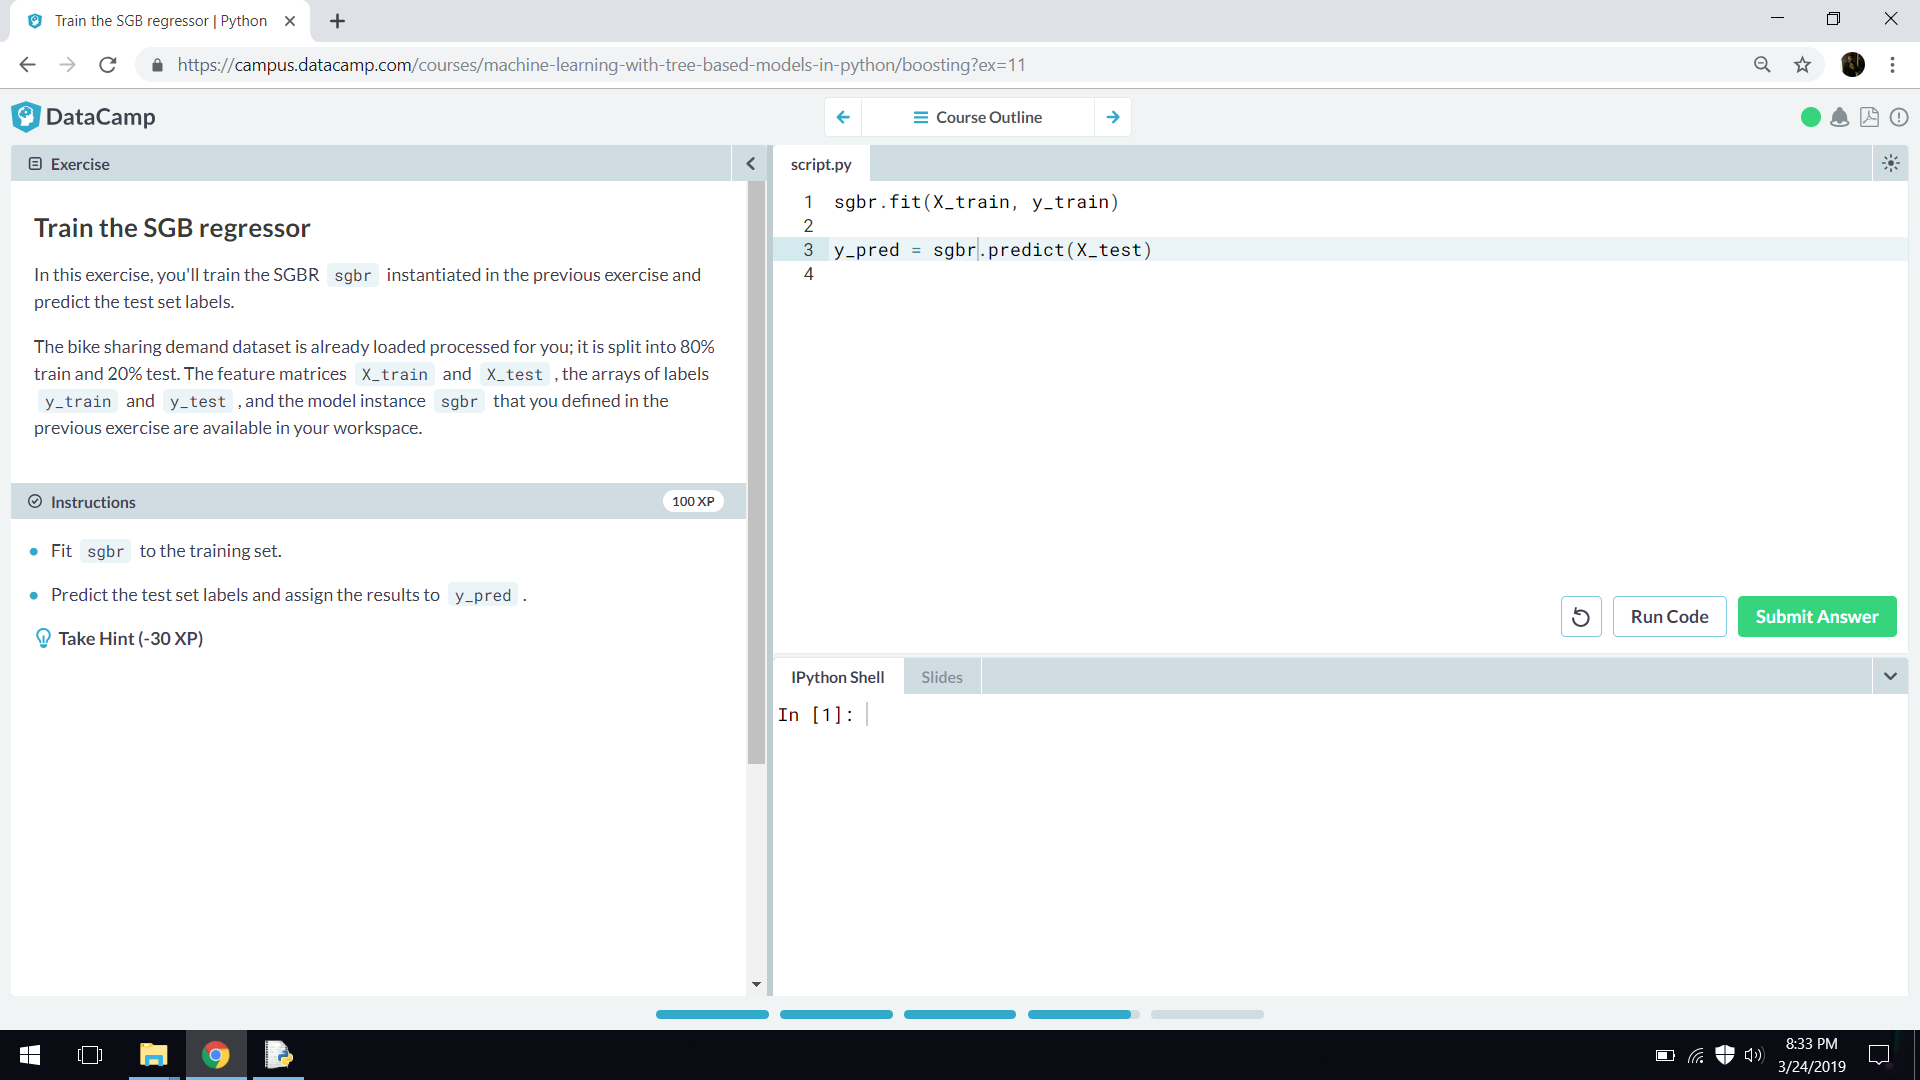 Train the SGB regressor | Python
https://campus.datacamp.com/courses/machine-learning-with-tree-based-models-in-python/boosting?ex=11
DataCamp
Course Outline
Exercise
Train the SGB regressor
In this exercise, you'll train the SGBR sgbr instantiated in the previous exercise and
predict the test set labels.
The bike sharing demand dataset is already loaded processed for you; it is split into 80%
train and 20% test. The feature matrices X_train and X_test , the arrays of labels
y_train and y_test , and the model instance sgbr that you defined in the
previous exercise are available in your workspace.
Instructions
100 XP
Fit sgbr to the training set.
Predict the test set labels and assign the results to y_pred .
Take Hint (-30 XP)
script.py
1 sgbr.fit(X_train, y_train)
2
3 y_pred = sgbr.predict(X_test)
4
Run Code
Submit Answer
IPython Shell
Slides
In [1]:
8:33 PM
3/24/2019